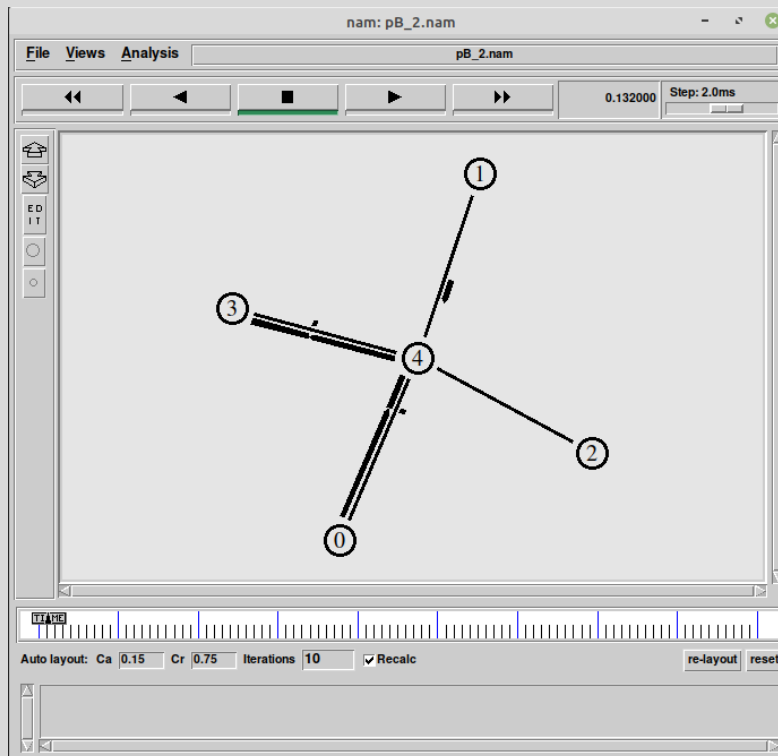 nam: pB_2.nam
File Views Analysis pB_2.nam
0.132000 Step: 2.0ms
ED
IT
1
3
4
2
0
TIME
Auto layout: Ca 0.15 Cr 0.75 Iterations 10 Recalc re-layout reset